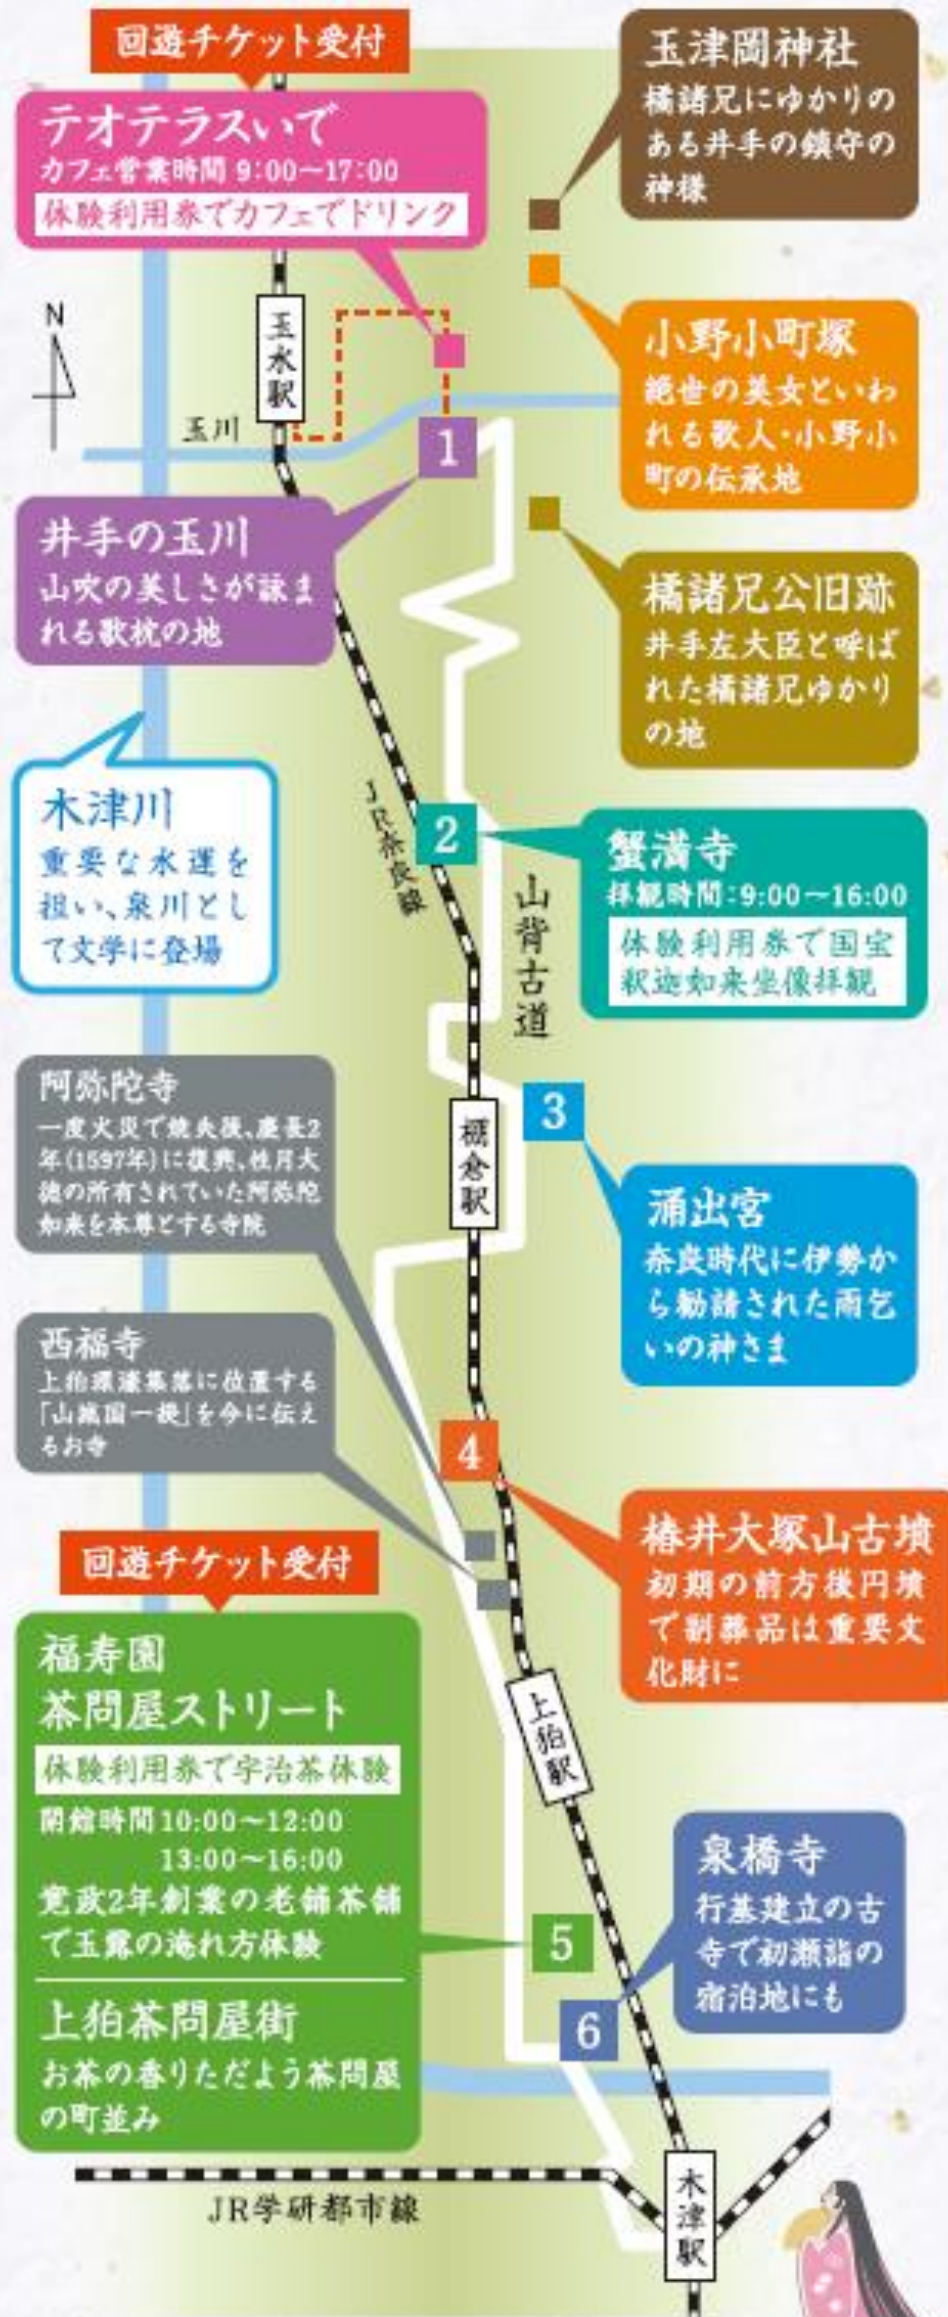 回遊チケット受付
テオテラスいで
カフェ営業時間 9:00～17:00
体験利用券でカフェでドリンク
玉津岡神社
橘諸兄にゆかりの
ある井手の鎮守の
神様
N
玉水駅
玉川
小野小町塚
絶世の美女といわ
れる歌人・小野小
町の伝承地
1
井手の玉川
山吹の美しさが詠ま
れる歌枕の地
橘諸兄公旧跡
井手左大臣と呼ば
れた橘諸兄ゆかり
の地
木津川
重要な水運を
担い、泉川とし
て文学に登場
JR奈良線
2
蟹満寺
拝観時間:9:00～16:00
体験利用券で国宝
釈迦如来坐像拝観
山背古道
阿弥陀寺
一度火災で焼失後、慶長2
年(1597年)に復興、性月大
徳の所有されていた阿弥陀
如来を本尊とする寺院
3
棚倉駅
涌出宮
奈良時代に伊勢か
ら勧請された雨乞
いの神さま
西福寺
上狛環濠集落に位置する
「山城国一揆」を今に伝え
るお寺
4
椿井大塚山古墳
初期の前方後円墳
で副葬品は重要文
化財に
回遊チケット受付
福寿園
茶問屋ストリート
体験利用券で宇治茶体験
開館時間 10:00～12:00
13:00～16:00
寛政2年創業の老舗茶舗
で玉露の淹れ方体験
上狛茶問屋街
お茶の香りただよう茶問屋
の町並み
上狛駅
5
泉橋寺
行基建立の古
寺で初瀬詣の
宿泊地にも
6
JR学研都市線
木津駅